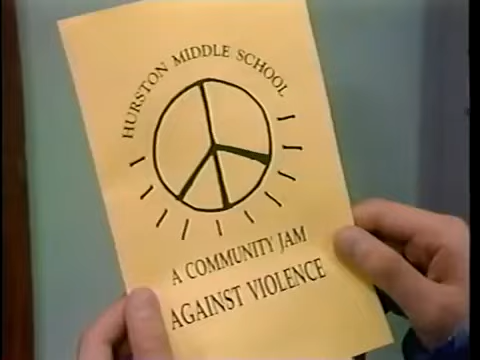 HURSTON MIDDLE SCHOOL
A COMMUNITY JAM
AGAINST VIOLENCE